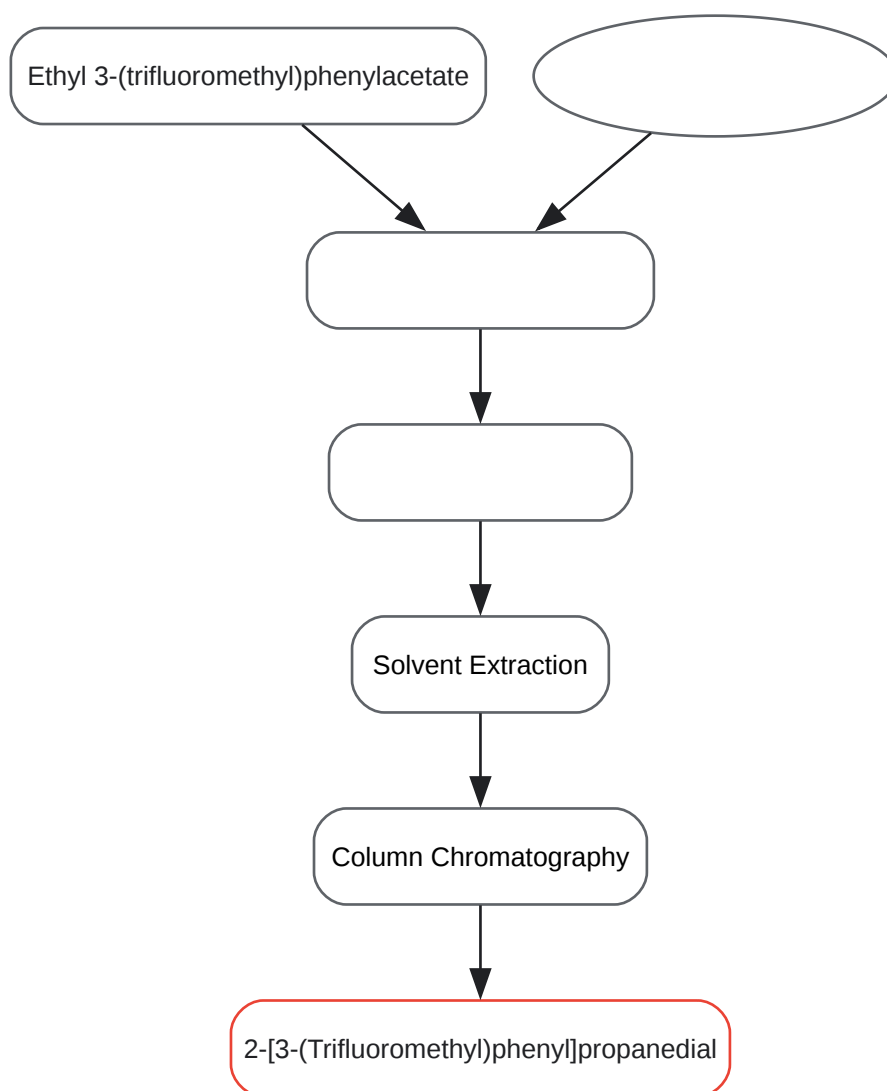 Ethyl 3-(trifluoromethyl)phenylacetate
Solvent Extraction
Column Chromatography
2-[3-(Trifluoromethyl)phenyl]propanedial